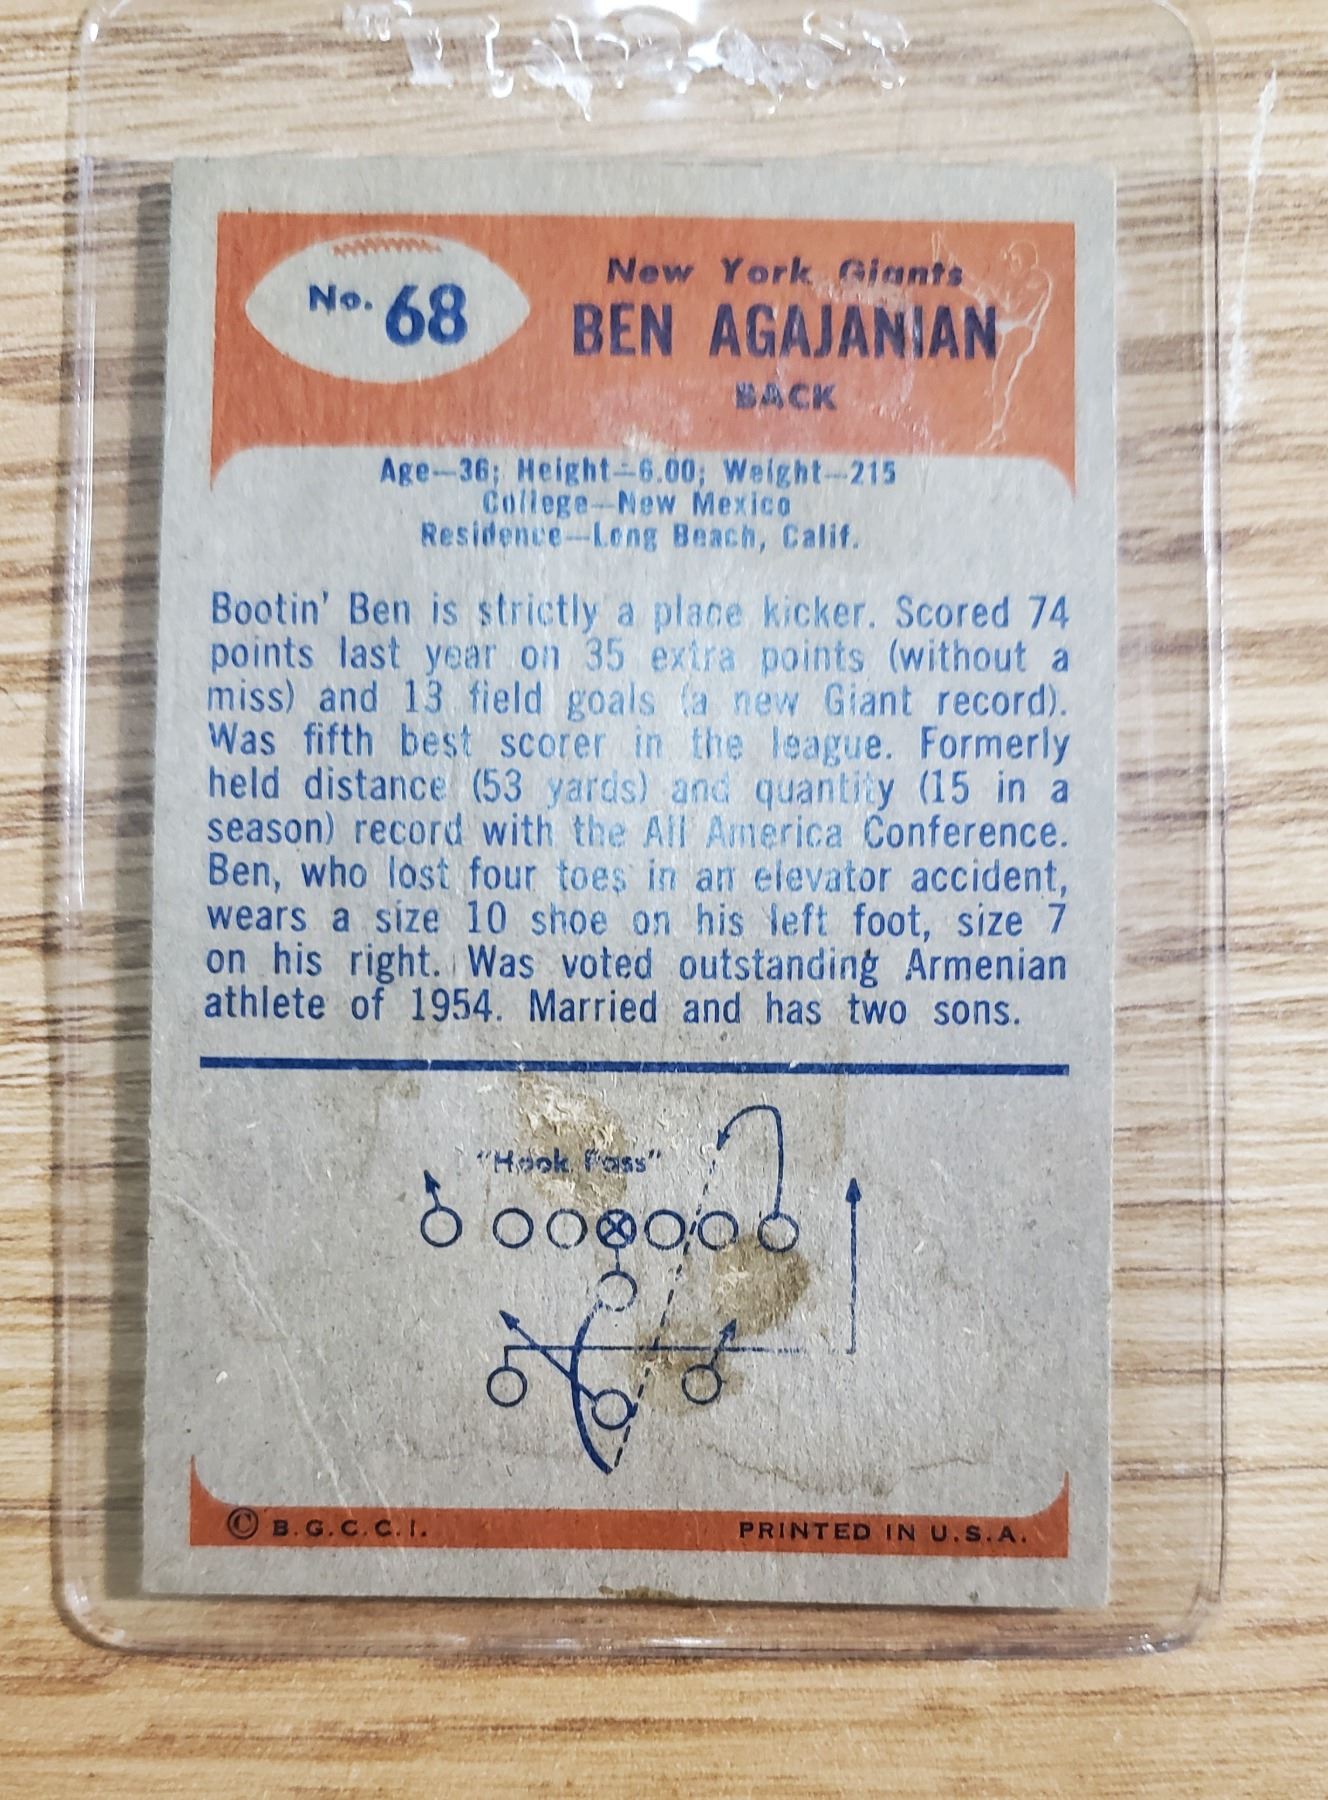 No. 68
New York Giants
BEN AGAJANIAN
BACK
Age—36; Height—6.00; Weight—215
College—New Mexico
Residence—Long Beach, Calif.
Bootin' Ben is strictly a place kicker. Scored 74
points last year on 35 extra points (without a
miss) and 13 field goals (a new Giant record).
Was fifth best scorer in the league. Formerly
held distance (53 yards) and quantity (15 in a
season) record with the All America Conference.
Ben, who lost four toes in an elevator accident,
wears a size 10 shoe on his left foot, size 7
on his right. Was voted outstanding Armenian
athlete of 1954. Married and has two sons.
"Hook Pass"
© B.G.C.C.I.
PRINTED IN U.S.A.